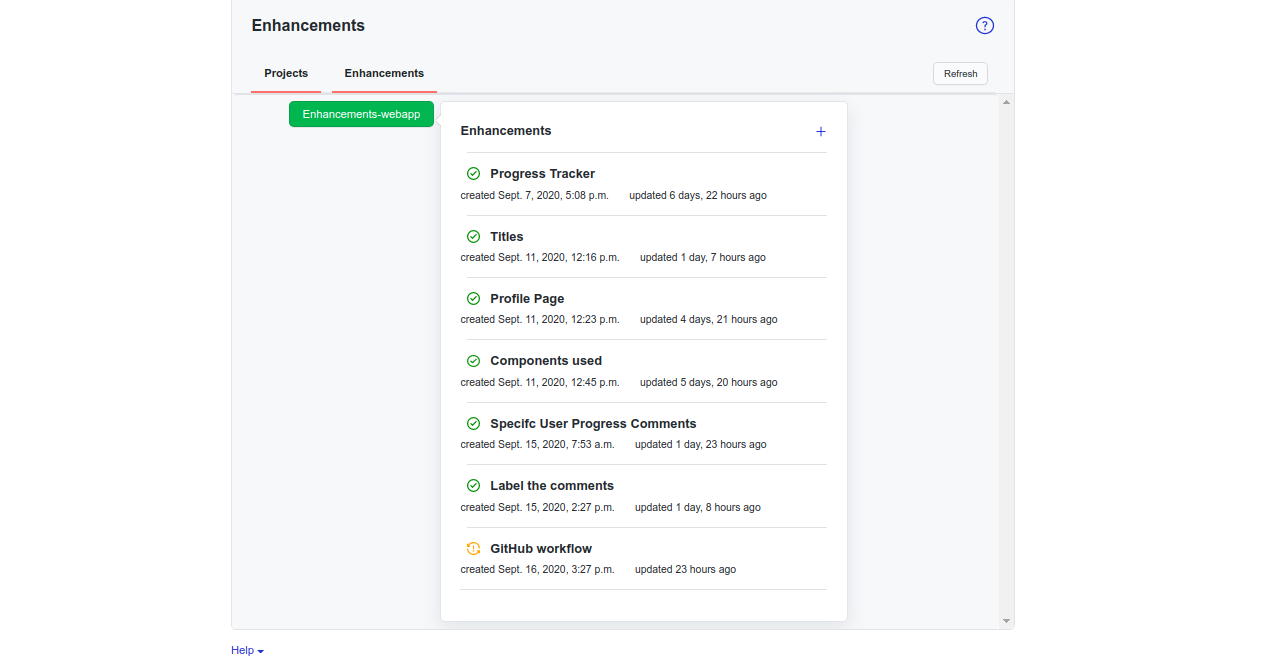 Enhancements
?
Projects Enhancements Refresh
Enhancements-webapp
Enhancements +
Progress Tracker
created Sept. 7, 2020, 5:08 p.m. updated 6 days, 22 hours ago
Titles
created Sept. 11, 2020, 12:16 p.m. updated 1 day, 7 hours ago
Profile Page
created Sept. 11, 2020, 12:23 p.m. updated 4 days, 21 hours ago
Components used
created Sept. 11, 2020, 12:45 p.m. updated 5 days, 20 hours ago
Specifc User Progress Comments
created Sept. 15, 2020, 7:53 a.m. updated 1 day, 23 hours ago
Label the comments
created Sept. 15, 2020, 2:27 p.m. updated 1 day, 8 hours ago
GitHub workflow
created Sept. 16, 2020, 3:27 p.m. updated 23 hours ago
Help